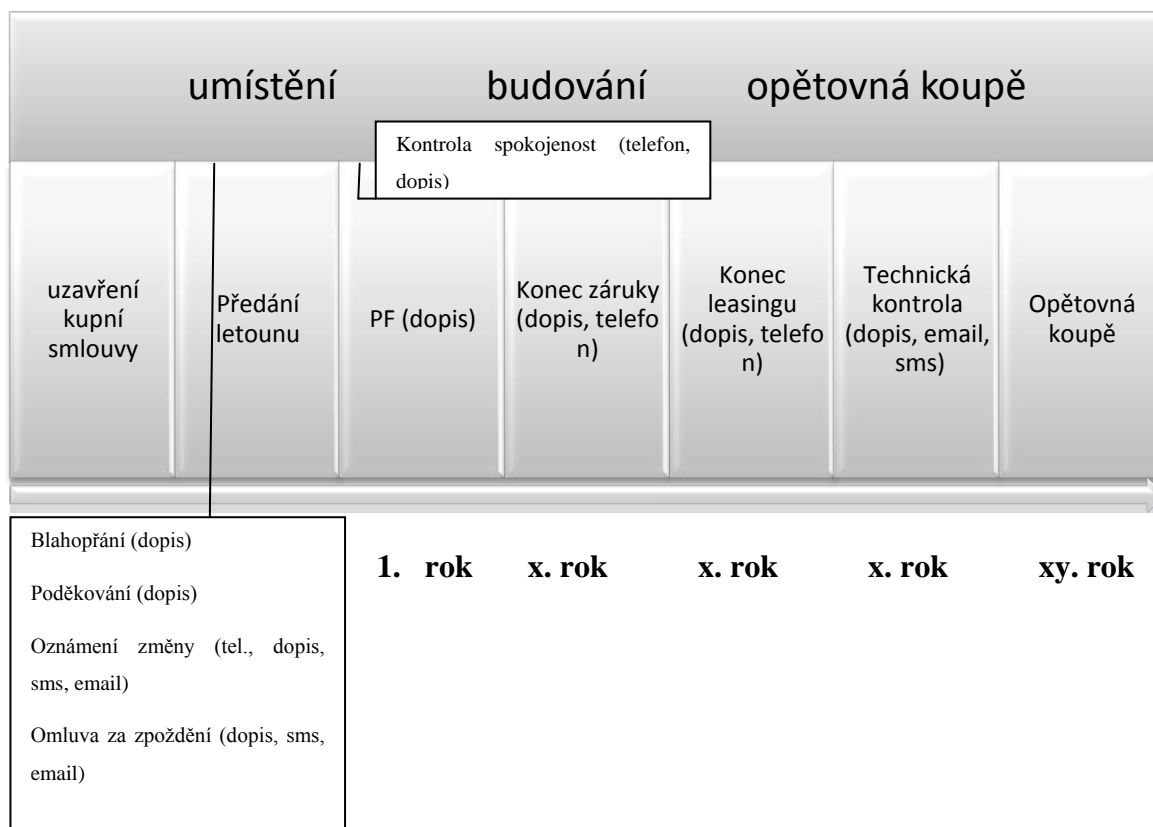 umístění budování opětovná koupě
Kontrola spokojenost (telefon,
dopis)
uzavření
kupní
smlouvy
Předání
letounu
PF (dopis)
Konec záruky
(dopis, telefo
n)
Konec
leasingu
(dopis, telefo
n)
Technická
kontrola
(dopis, email,
sms)
Opětovná
koupě
Blahopřání (dopis)
Poděkování (dopis)
Oznámení změny (tel., dopis,
sms, email)
Omluva za zpoždění (dopis, sms,
email)
1. rok x. rok x. rok x. rok xy. rok